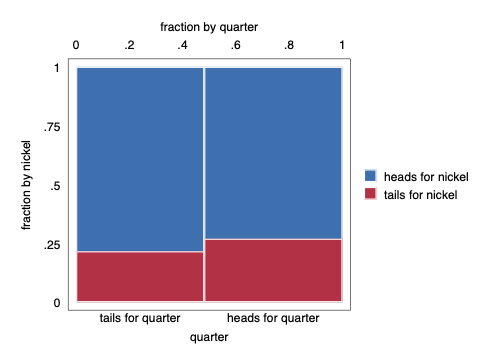 fraction by quarter
0 .2 .4 .6 .8 1
fraction by nickel
1
.75
.5
.25
0
heads for nickel
tails for nickel
tails for quarter heads for quarter
quarter